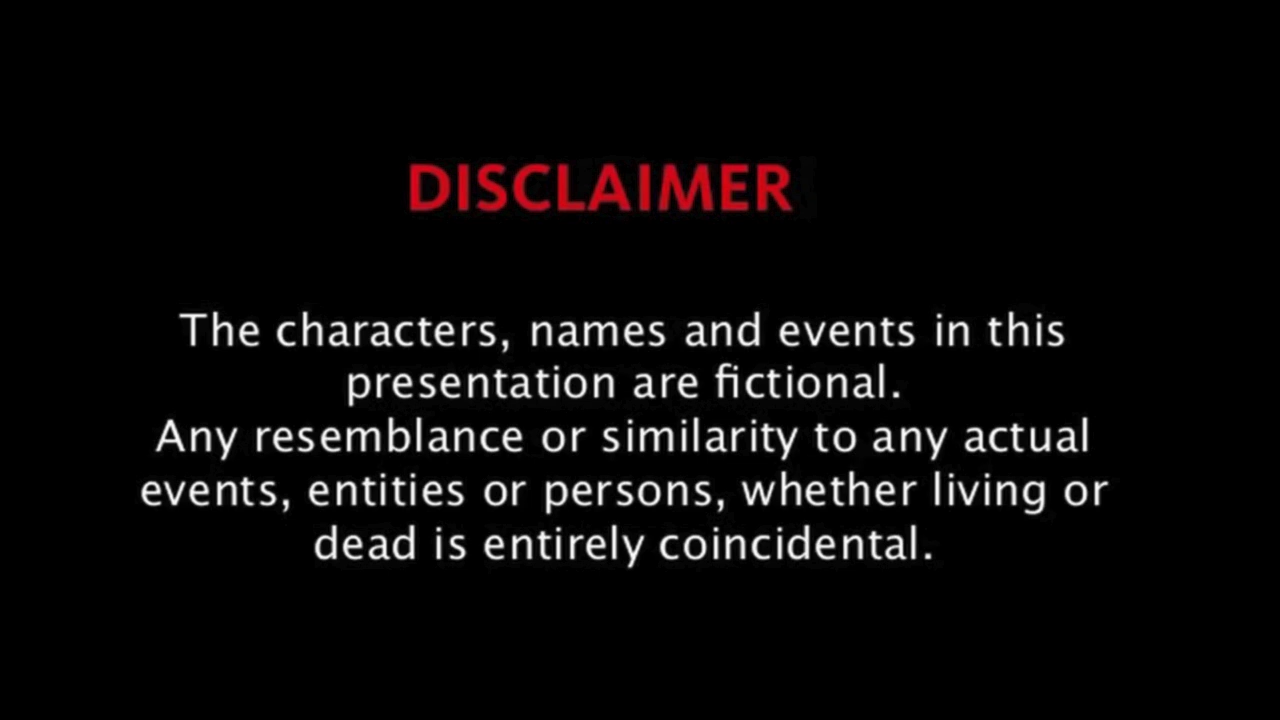 DISCLAIMER
The characters, names and events in this
presentation are fictional.
Any resemblance or similarity to any actual
events, entities or persons, whether living or
dead is entirely coincidental.